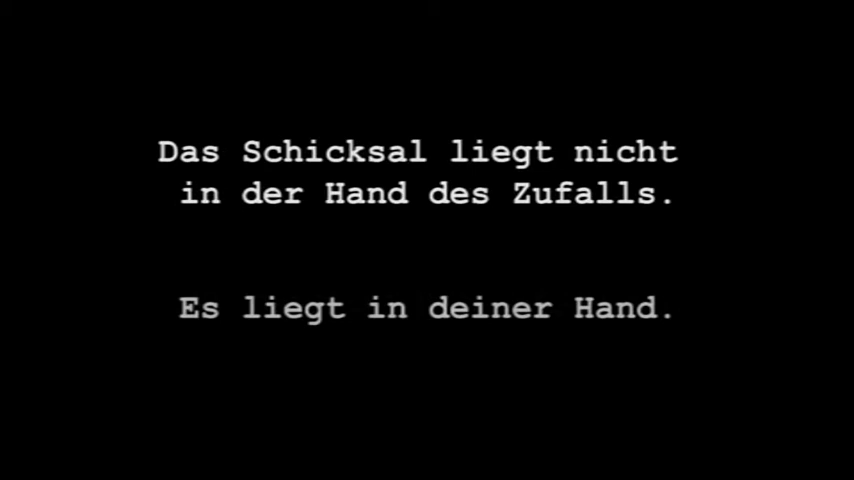 Das Schicksal liegt nicht
in der Hand des Zufalls.
Es liegt in deiner Hand.